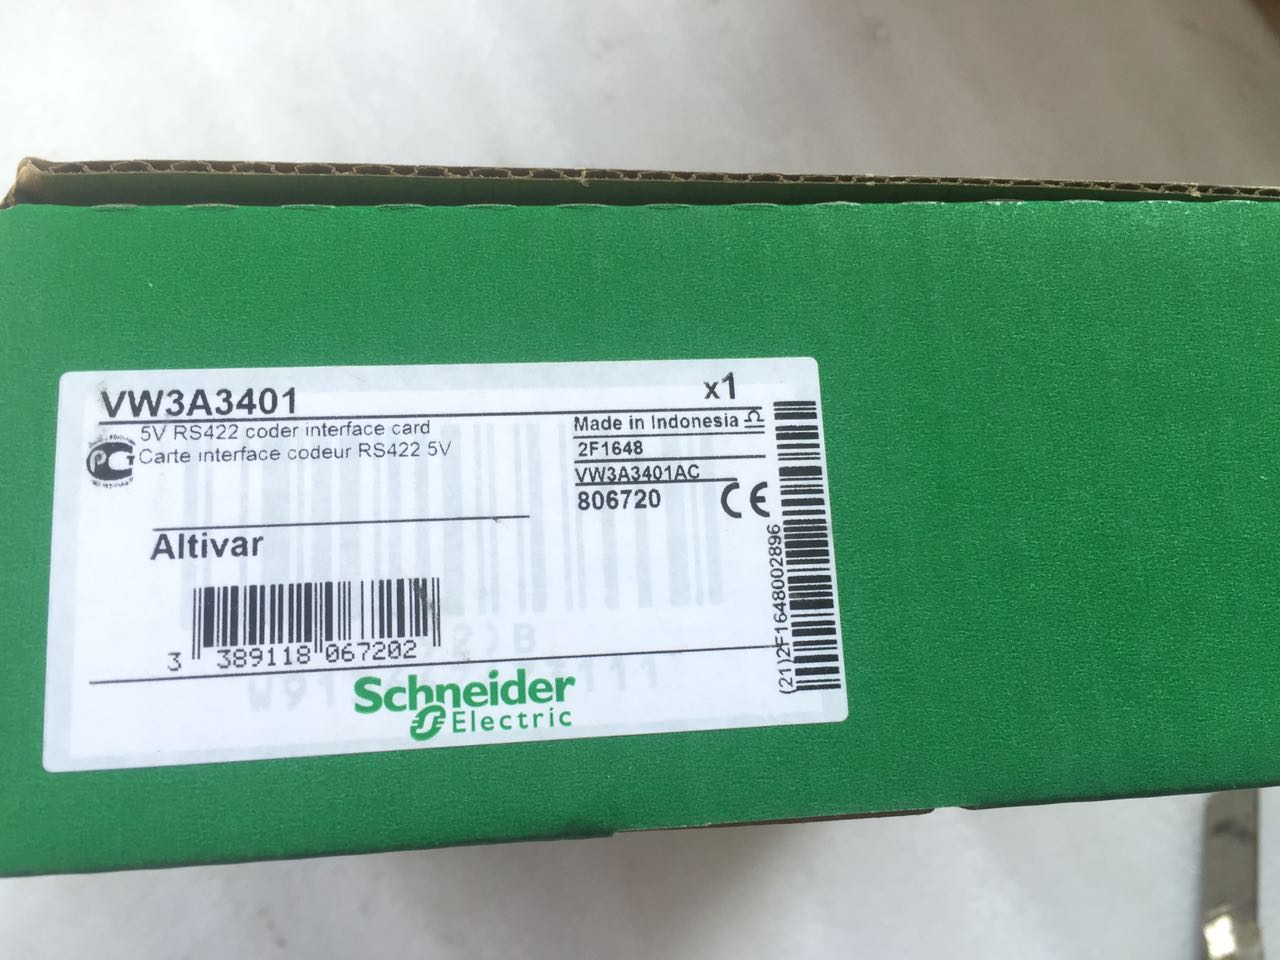 VW3A3401 x1
5V RS422 coder interface card
Carte interface codeur RS422 5V
Made in Indonesia
2F1648
VW3A3401AC
806720
CE
PG
Altivar
3 389118 067202
(21)2F1648002896
Schneider
Electric